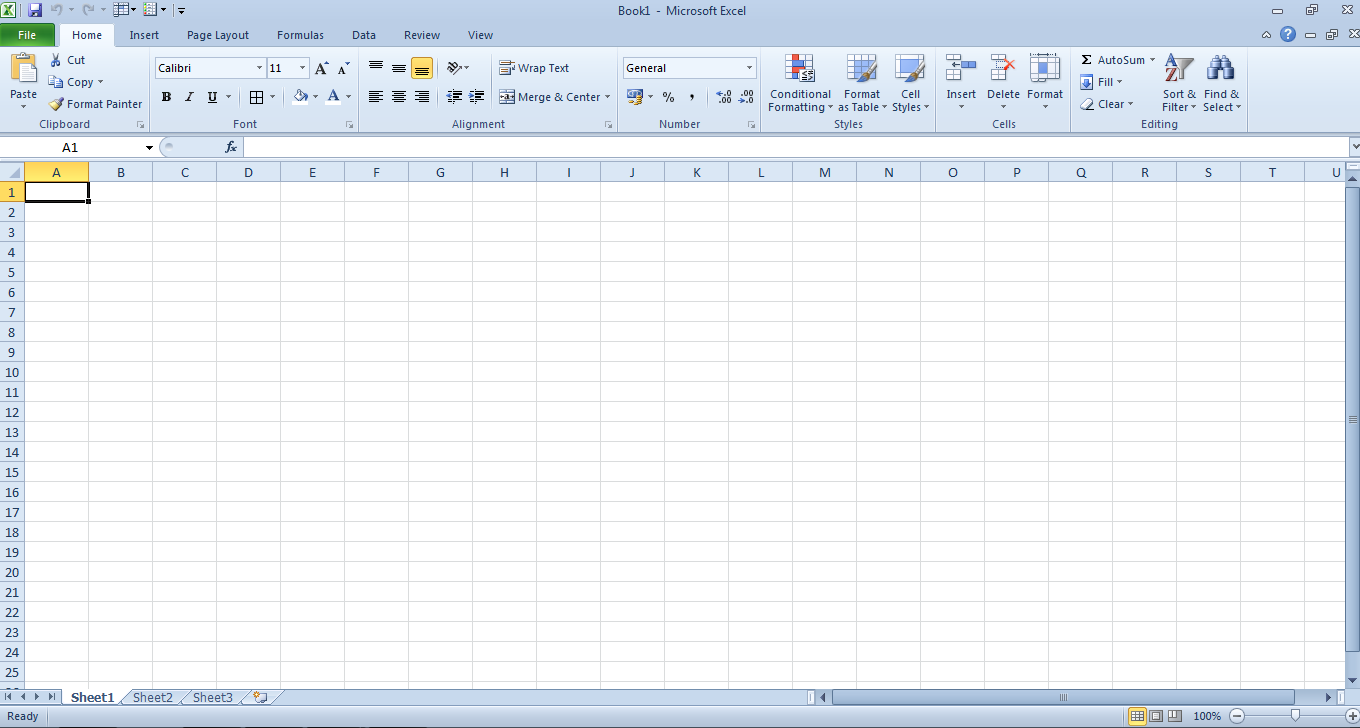 Book1 - Microsoft Excel
File Home Insert Page Layout Formulas Data Review View
Paste
Cut
Copy
Format Painter
Clipboard
Calibri 11
B I U
Font
Wrap Text
Merge & Center
Alignment
General
%
Number
Conditional
Formatting
Format
as Table
Cell
Styles
Styles
Insert
Delete
Format
Cells
Σ AutoSum
Fill
Clear
Sort &
Filter
Find &
Select
Editing
A1
fx
A B C D E F G H I J K L M N O P Q R S T U
1
2
3
4
5
6
7
8
9
10
11
12
13
14
15
16
17
18
19
20
21
22
23
24
25
Sheet1 Sheet2 Sheet3
Ready
100%